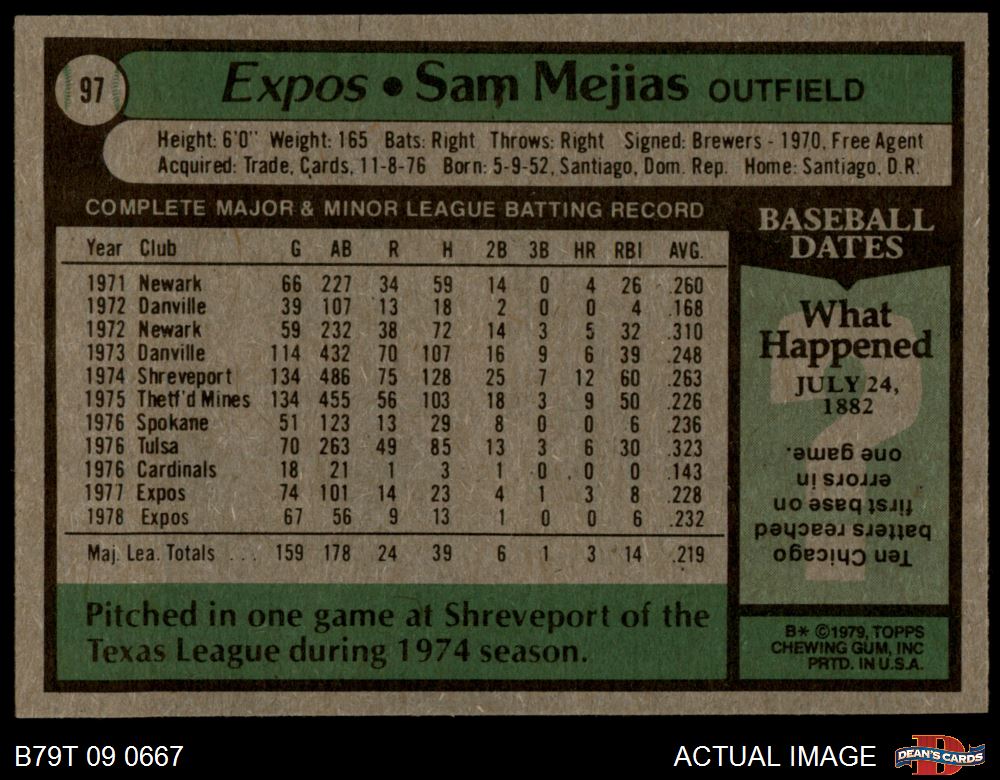 97
Expos • Sam Mejias OUTFIELD
Height: 6'0" Weight: 165 Bats: Right Throws: Right Signed: Brewers - 1970, Free Agent
Acquired: Trade, Cards, 11-8-76 Born: 5-9-52, Santiago, Dom. Rep. Home: Santiago, D.R.
COMPLETE MAJOR & MINOR LEAGUE BATTING RECORD
Year Club G AB R H 2B 3B HR RBI AVG.
1971 Newark 66 227 34 59 14 0 4 26 .260
1972 Danville 39 107 13 18 2 0 0 4 .168
1972 Newark 59 232 38 72 14 3 5 32 .310
1973 Danville 114 432 70 107 16 9 6 39 .248
1974 Shreveport 134 486 75 128 25 7 12 60 .263
1975 Thetf'd Mines 134 455 56 103 18 3 9 50 .226
1976 Spokane 51 123 13 29 8 0 0 6 .236
1976 Tulsa 70 263 49 85 13 3 6 30 .323
1976 Cardinals 18 21 1 3 1 0 0 0 .143
1977 Expos 74 101 14 23 4 1 3 8 .228
1978 Expos 67 56 9 13 1 0 0 6 .232
Maj. Lea. Totals . . . 159 178 24 39 6 1 3 14 .219
Pitched in one game at Shreveport of the
Texas League during 1974 season.
BASEBALL
DATES
What
Happened
JULY 24,
1882
Ten Chicago
batters reached
first base on
errors in
one game.
B* ©1979, TOPPS
CHEWING GUM, INC
PRTD. IN U.S.A.
B79T 09 0667
ACTUAL IMAGE
D
DEAN'S CARDS